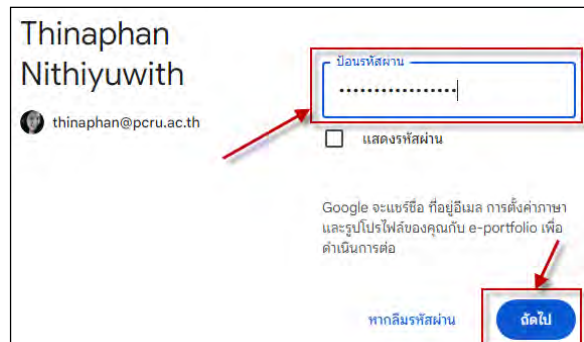 Thinaphan
Nithiyuwith
thinaphan@pcru.ac.th
ป้อนรหัสผ่าน
••••••••••••••••
แสดงรหัสผ่าน
Google จะแชร์ชื่อ ที่อยู่อีเมล การตั้งค่าภาษา
และรูปโปรไฟล์ของคุณกับ e-portfolio เพื่อ
ดำเนินการต่อ
หากลืมรหัสผ่าน
ถัดไป